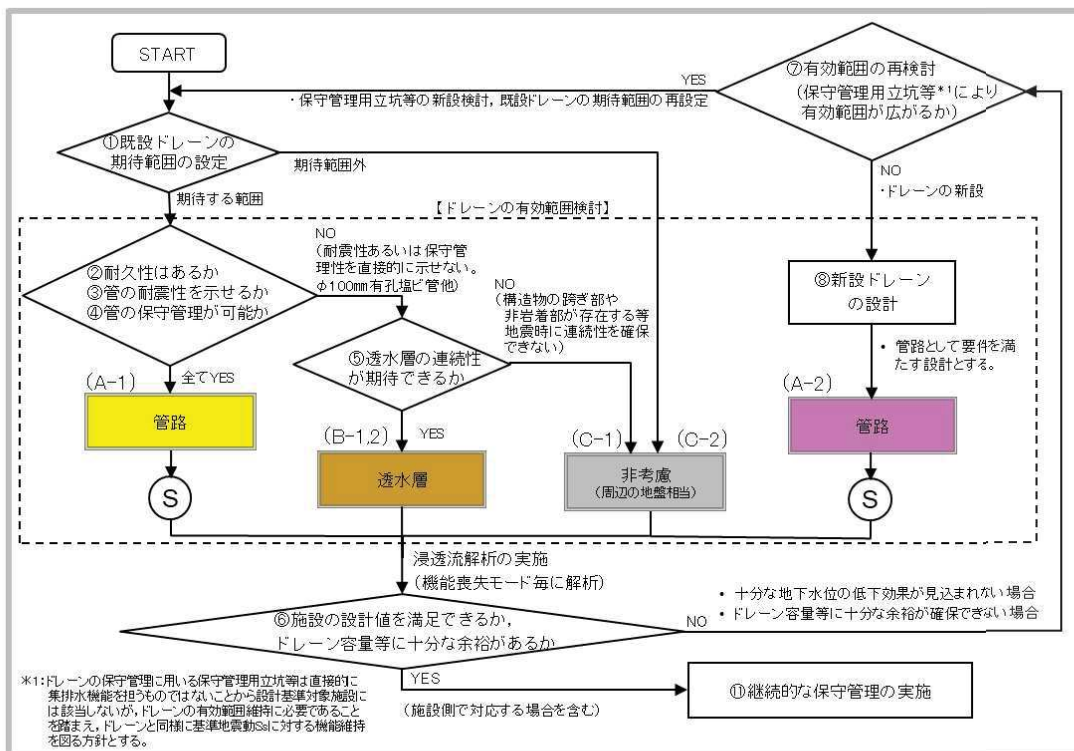 START
YES
・保守管理用立坑等の新設検討，既設ドレーンの期待範囲の再設定
⑦有効範囲の再検討
（保守管理用立坑等*1により
有効範囲が広がるか）
①既設ドレーンの
期待範囲の設定
期待範囲外
期待する範囲
NO
・ドレーンの新設
【ドレーンの有効範囲検討】
②耐久性はあるか
③管の耐震性を示せるか
④管の保守管理が可能か
NO
（耐震性あるいは保守管
理性を直接的に示せない。
φ100mm有孔塩ビ管他）
NO
（構造物の跨ぎ部や
非岩着部が存在する等
地震時に連続性を確保
できない）
⑤透水層の連続性
が期待できるか
⑧新設ドレーン
の設計
• 管路として要件を満
たす設計とする。
(A-1)
全てYES
管路
S
(B-1,2)
YES
透水層
(C-1)
(C-2)
非考慮
（周辺の地盤相当）
(A-2)
管路
S
浸透流解析の実施
（機能喪失モード毎に解析）
⑥施設の設計値を満足できるか，
ドレーン容量等に十分な余裕があるか
NO
• 十分な地下水位の低下効果が見込まれない場合
• ドレーン容量等に十分な余裕が確保できない場合
YES
（施設側で対応する場合を含む）
⑪継続的な保守管理の実施
*1:ドレーンの保守管理に用いる保守管理用立坑等は直接的に
集排水機能を担うものではないことから設計基準対象施設に
は該当しないが，ドレーンの有効範囲維持に必要であること
を踏まえ，ドレーンと同様に基準地震動Ssに対する機能維持
を図る方針とする。